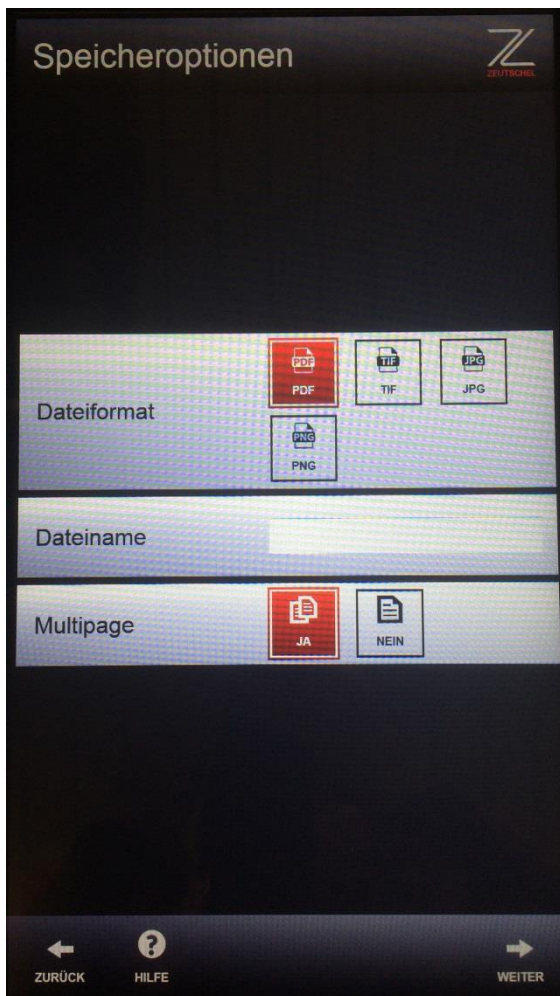 Speicheroptionen
ZEUTSCHEL
PDF TIF JPG
PDF TIF JPG
Dateiformat
PNG
PNG
Dateiname
Multipage
JA NEIN
ZURÜCK HILFE WEITER